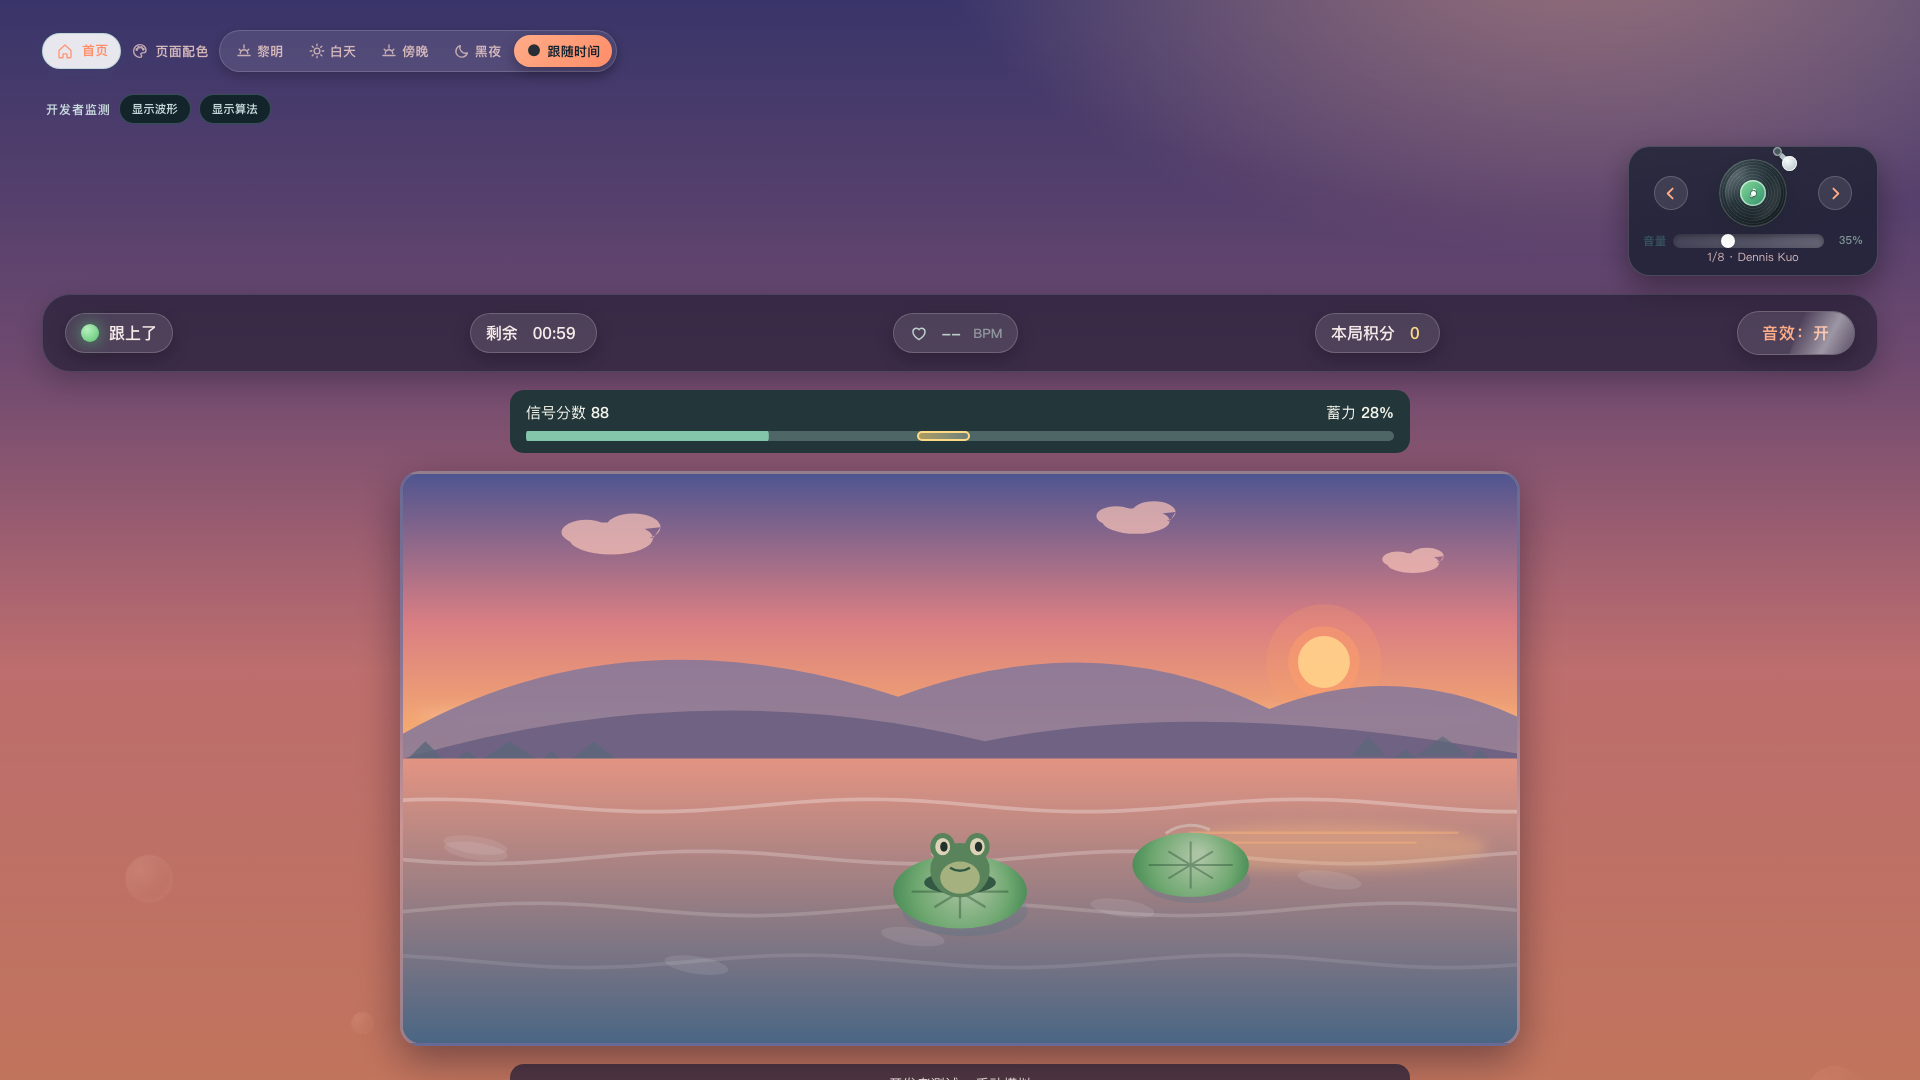 首页 页面配色 黎明 白天 傍晚 黑夜 跟随时间
开发者监测 显示波形 显示算法
音量 35%
1/8 · Dennis Kuo
跟上了 剩余 00:59 -- BPM 本局积分 0 音效：开
信号分数 88 蓄力 28%